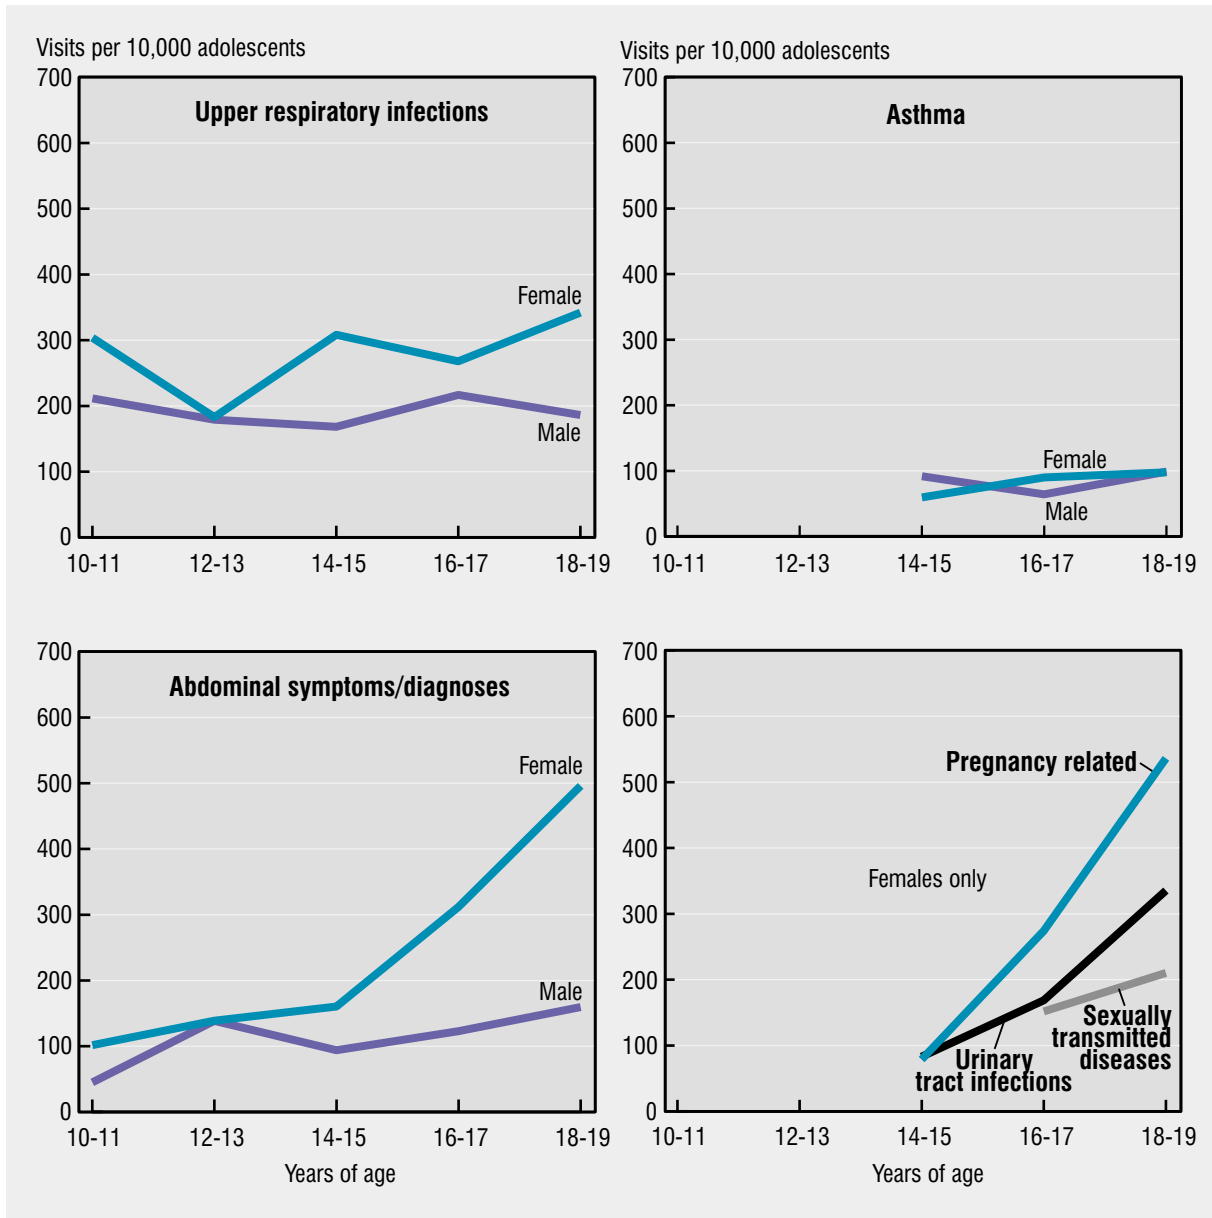 Visits per 10,000 adolescents
Upper respiratory infections
700
600
500
400
300
200
100
0
Female
Male
10-11 12-13 14-15 16-17 18-19
Visits per 10,000 adolescents
Asthma
700
600
500
400
300
200
100
0
Female
Male
10-11 12-13 14-15 16-17 18-19
Abdominal symptoms/diagnoses
700
600
500
400
300
200
100
0
Female
Male
10-11 12-13 14-15 16-17 18-19
Years of age
700
600
500
400
300
200
100
0
Pregnancy related
Females only
Sexually
transmitted
diseases
Urinary
tract infections
10-11 12-13 14-15 16-17 18-19
Years of age